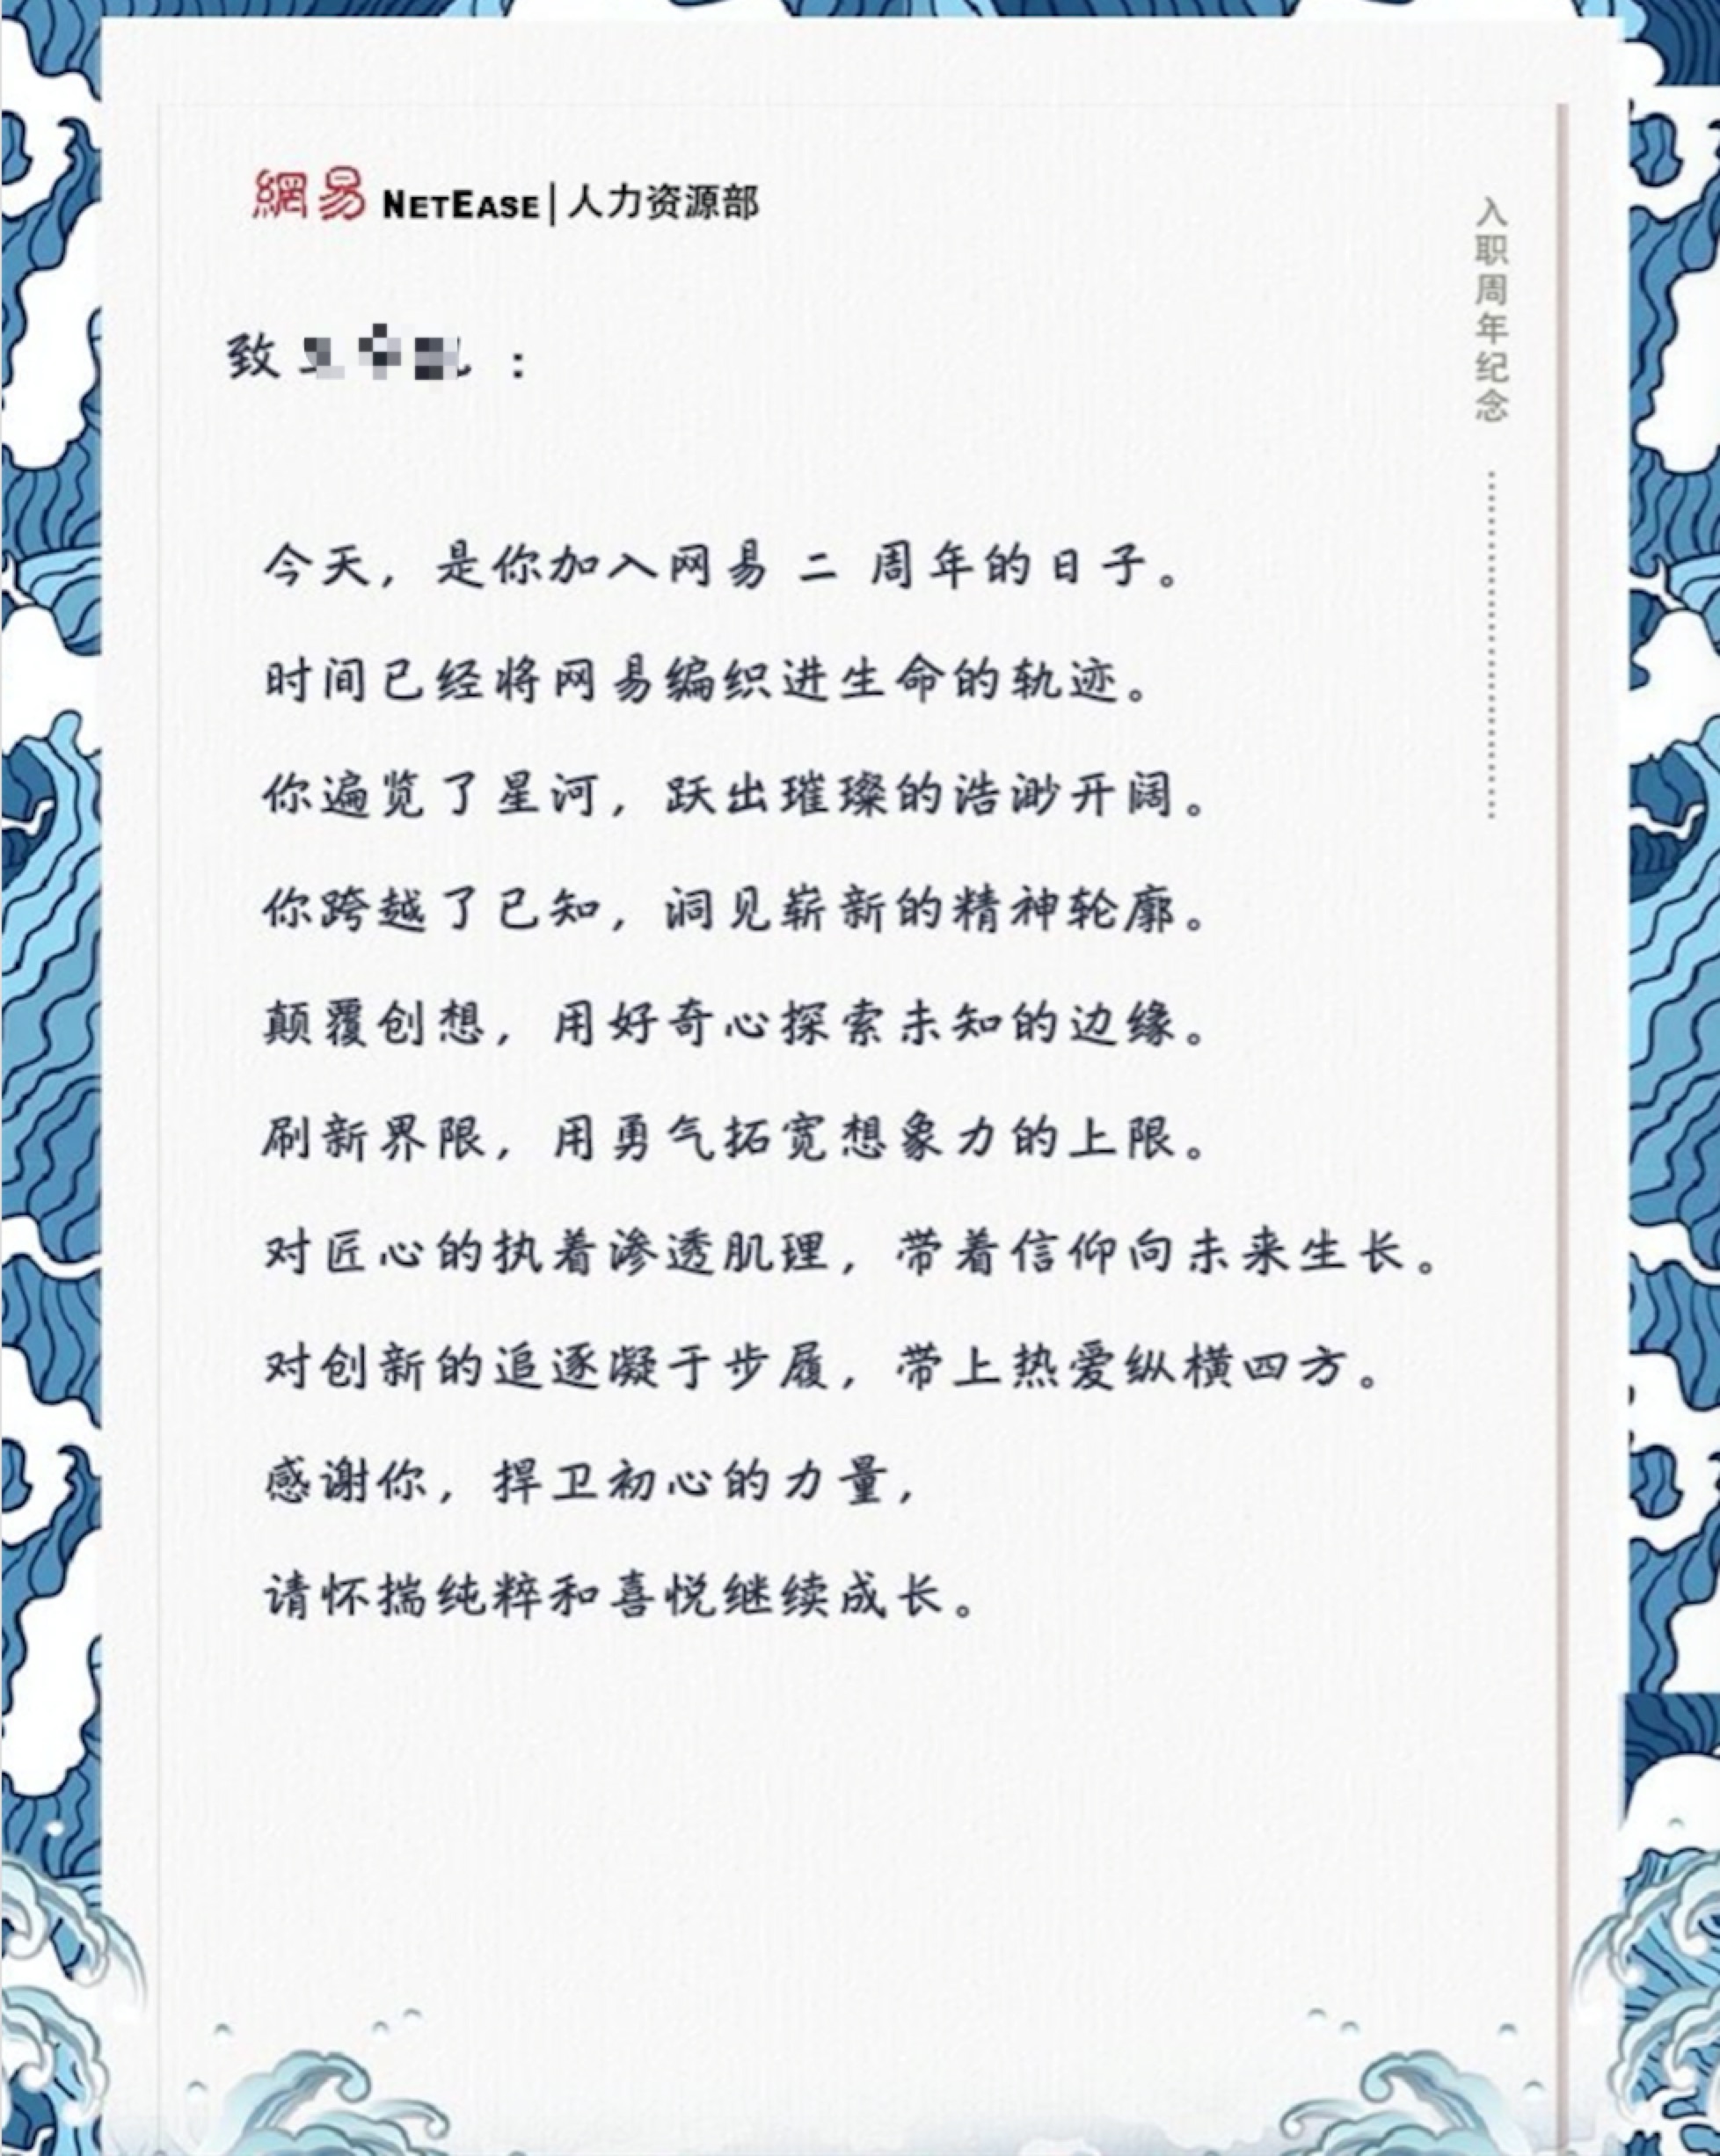 網易 NETEASE|人力资源部
入职周年纪念
致 :
今天，是你加入网易 二 周年的日子。
时间已经将网易编织进生命的轨迹。
你遍览了星河，跃出璀璨的浩渺开阔。
你跨越了已知，洞见崭新的精神轮廓。
颠覆创想，用好奇心探索未知的边缘。
刷新界限，用勇气拓宽想象力的上限。
对匠心的执着渗透肌理，带着信仰向未来生长。
对创新的追逐凝于步履，带上热爱纵横四方。
感谢你，捍卫初心的力量，
请怀揣纯粹和喜悦继续成长。